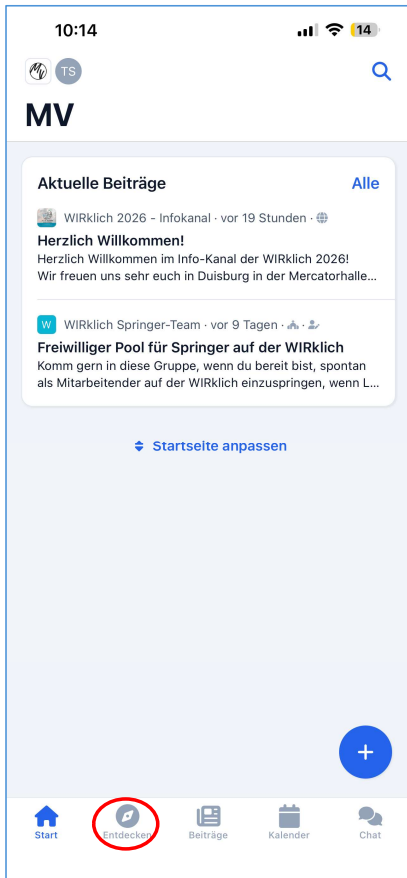 10:14
14
MV TS
MV
Aktuelle Beiträge Alle
WIRklich 2026 - Infokanal · vor 19 Stunden ·
Herzlich Willkommen!
Herzlich Willkommen im Info-Kanal der WIRklich 2026!
Wir freuen uns sehr euch in Duisburg in der Mercatorhalle...
W WIRklich Springer-Team · vor 9 Tagen ·
Freiwilliger Pool für Springer auf der WIRklich
Komm gern in diese Gruppe, wenn du bereit bist, spontan
als Mitarbeitender auf der WIRklich einzuspringen, wenn L...
Startseite anpassen
+
Start Entdecken Beiträge Kalender Chat